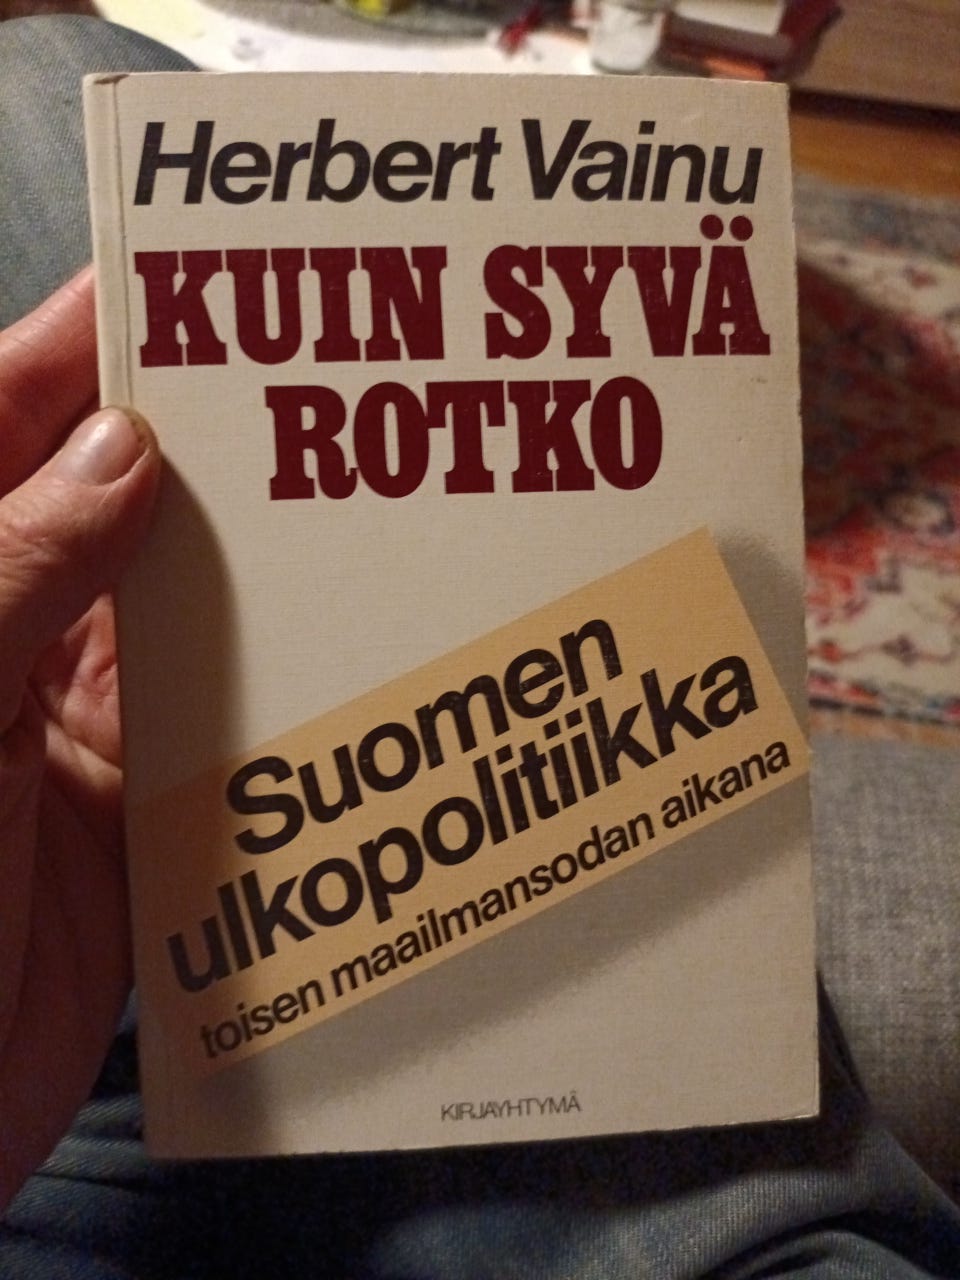 Herbert Vainu
KUIN SYVÄ
ROTKO
Suomen
ulkopolitiikka
toisen maailmansodan aikana
KIRJAYHTYMÄ